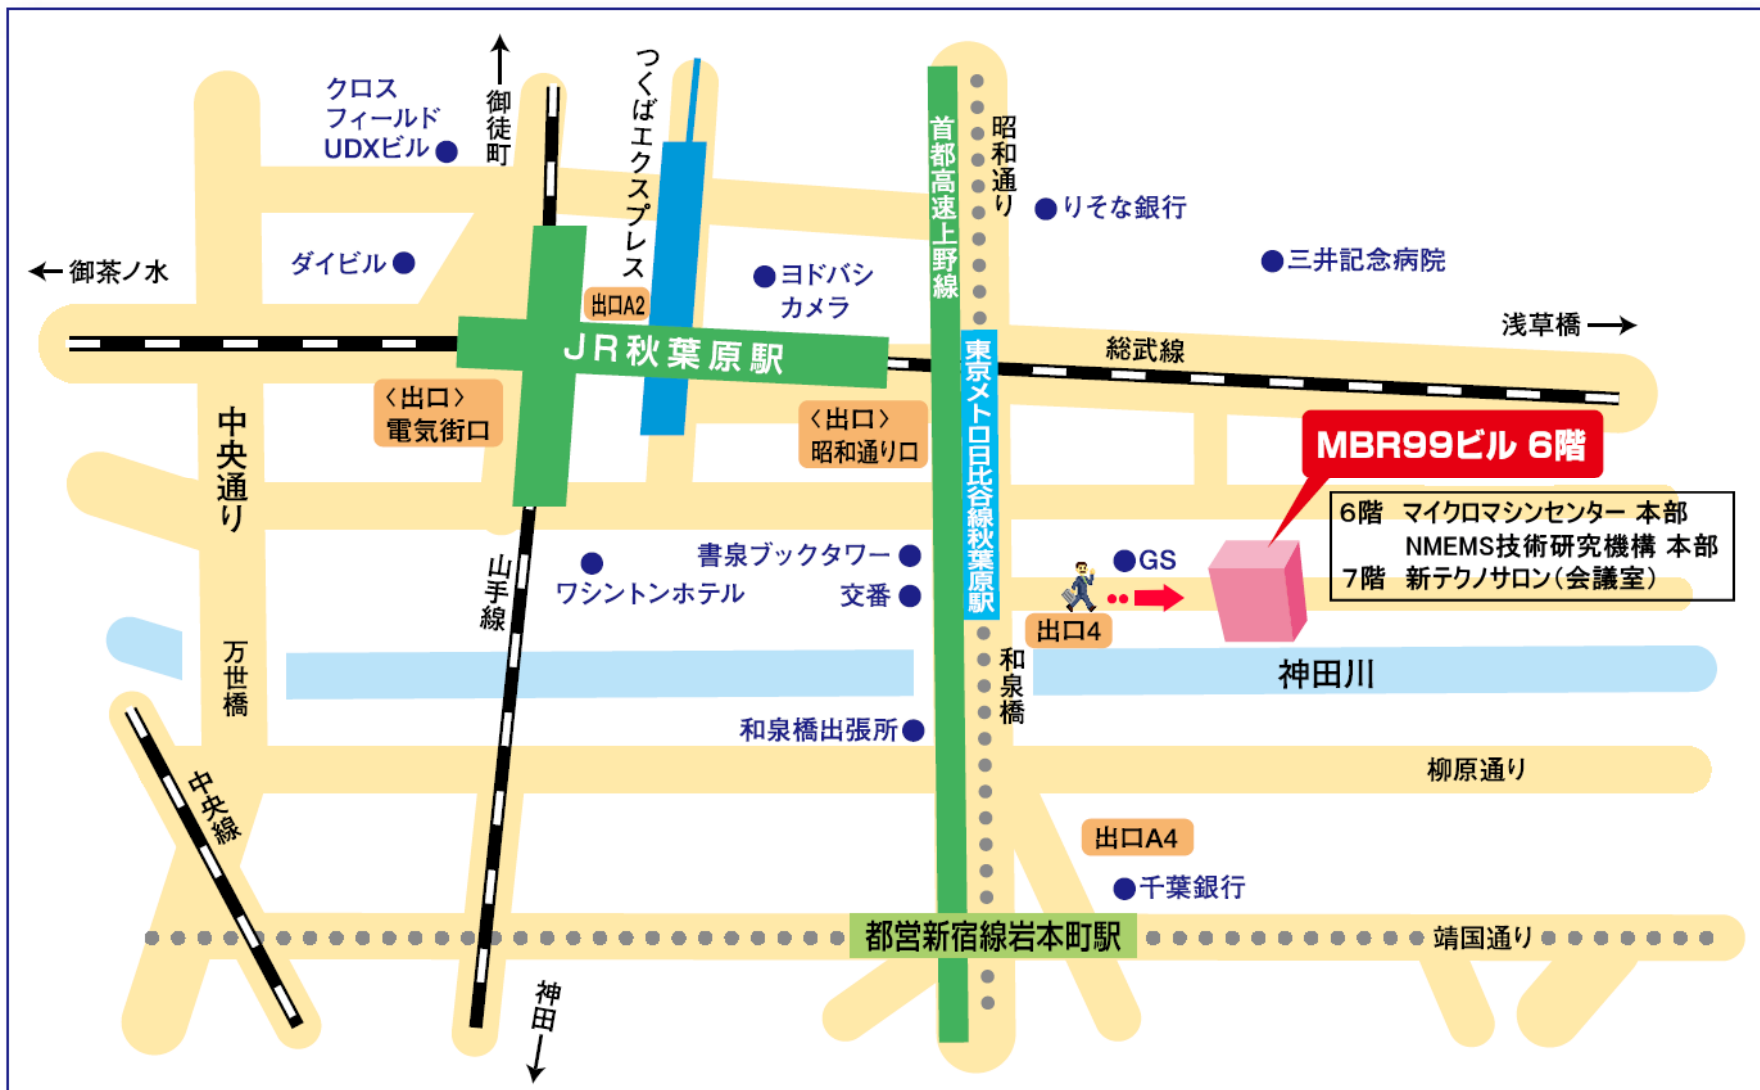 クロス
フィールド
UDXビル
御徒町
つくばエクスプレス
首都高速上野線
昭和通り
りそな銀行
三井記念病院
御茶ノ水
ダイビル
出口A2
ヨドバシ
カメラ
浅草橋
JR秋葉原駅
総武線
東京メトロ日比谷線秋葉原駅
〈出口〉
電気街口
〈出口〉
昭和通り口
中央通り
MBR99ビル 6階
6階 マイクロマシンセンター 本部
NMEMS技術研究機構 本部
7階 新テクノサロン(会議室)
山手線
書泉ブックタワー
GS
ワシントンホテル
交番
出口4
万世橋
和泉橋
神田川
和泉橋出張所
柳原通り
中央線
出口A4
千葉銀行
都営新宿線岩本町駅
靖国通り
神田